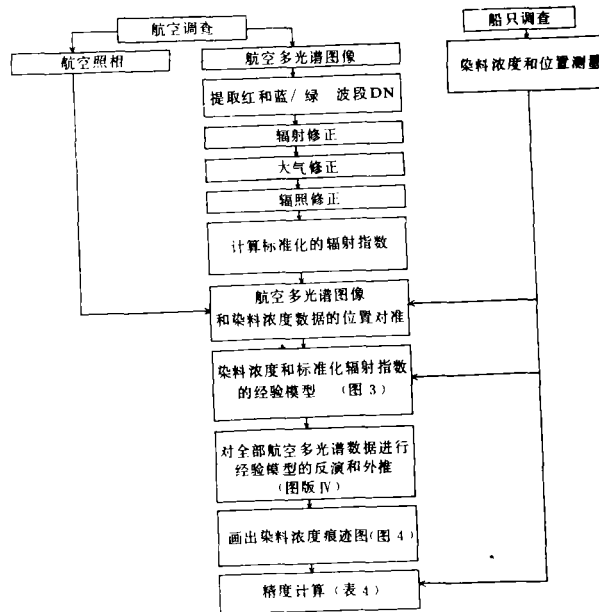 航空调查
船只调查
航空照相
航空多光谱图像
染料浓度和位置测量
提取红和蓝/绿 波段DN
辐射修正
大气修正
辐照修正
计算标准化的辐射指数
航空多光谱图像
和染料浓度数据的位置对准
染料浓度和标准化辐射指数
的经验模型 (图3)
对全部航空多光谱数据进行
经验模型的反演和外推
(图版Ⅳ)
画出染料浓度痕迹图(图4)
精度计算(表4)